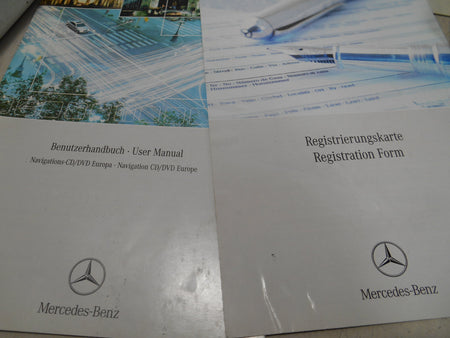 Benutzerhandbuch · User Manual
Navigations-CD/DVD Europa · Navigation CD/DVD Europe
Mercedes-Benz
Registrierungskarte
Registration Form
Mercedes-Benz